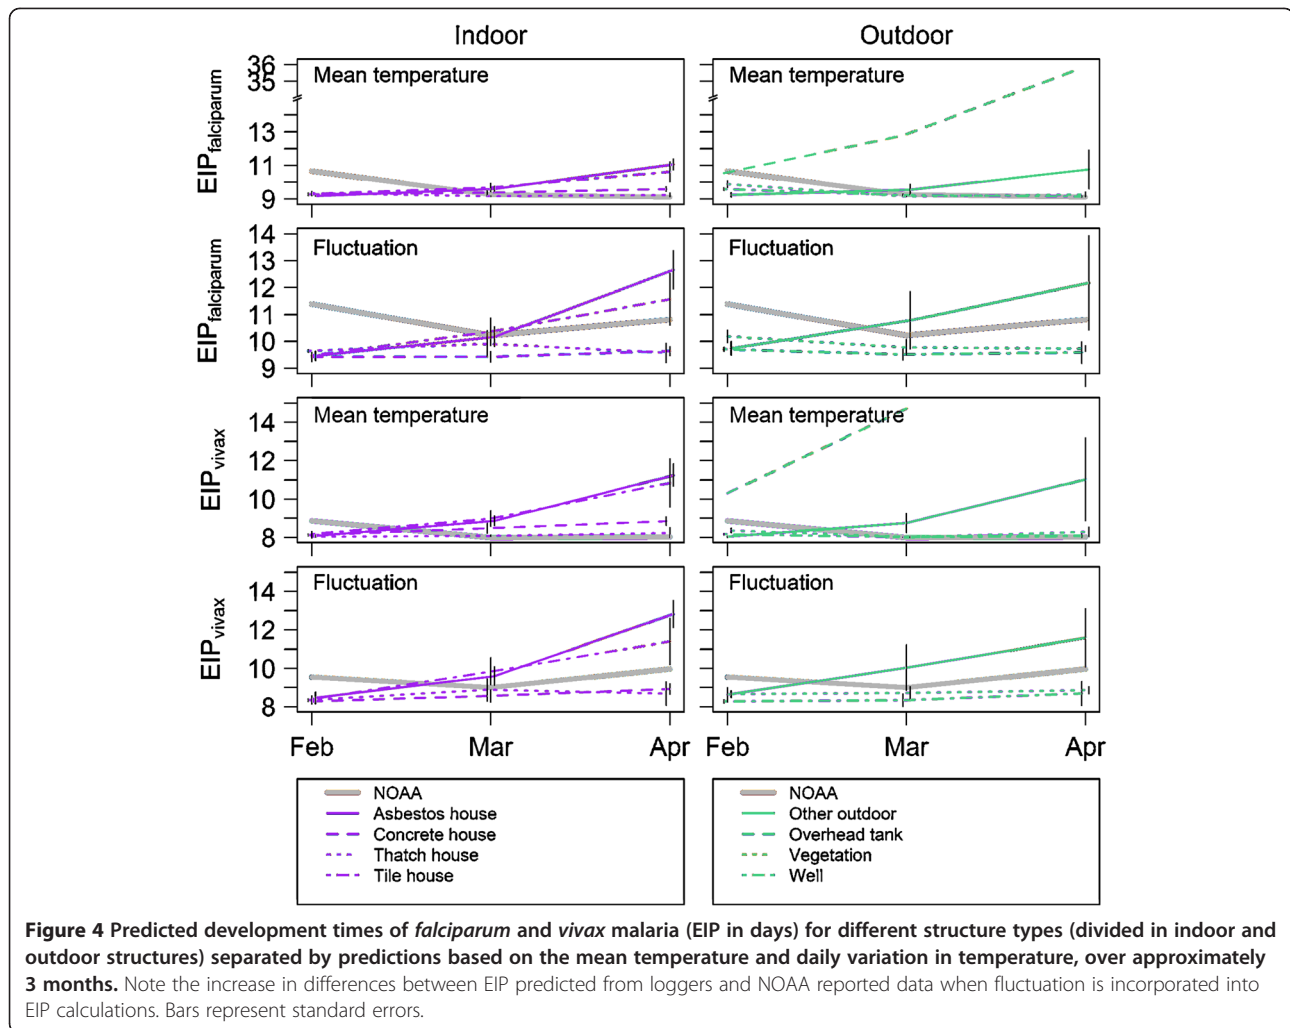 Indoor
Outdoor
EIPfalciparum
36
35
13
11
9
Mean temperature
Mean temperature
EIPfalciparum
14
13
12
11
10
9
Fluctuation
Fluctuation
EIPvivax
14
12
10
8
Mean temperature
Mean temperature
EIPvivax
14
12
10
8
Fluctuation
Fluctuation
Feb Mar Apr
Feb Mar Apr
NOAA
Asbestos house
Concrete house
Thatch house
Tile house
NOAA
Other outdoor
Overhead tank
Vegetation
Well
Figure 4 Predicted development times of falciparum and vivax malaria (EIP in days) for different structure types (divided in indoor and
outdoor structures) separated by predictions based on the mean temperature and daily variation in temperature, over approximately
3 months. Note the increase in differences between EIP predicted from loggers and NOAA reported data when fluctuation is incorporated into
EIP calculations. Bars represent standard errors.